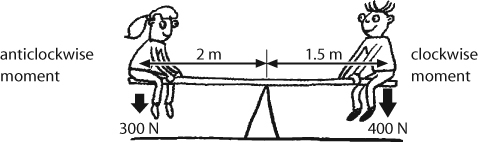 anticlockwise
moment
2 m
1.5 m
clockwise
moment
300 N
400 N